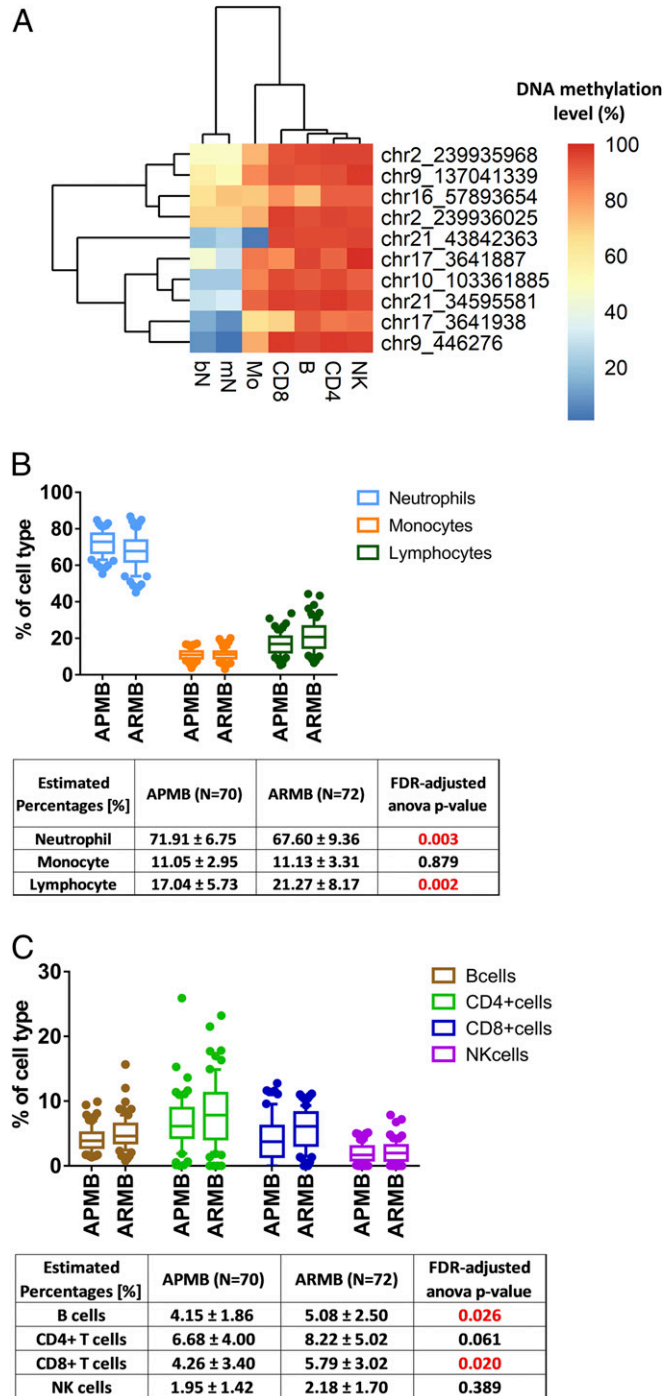 A
DNA methylation
level (%)
chr2_239935968
chr9_137041339
chr16_57893654
chr2_239936025
chr21_43842363
chr17_3641887
chr10_103361885
chr21_34595581
chr17_3641938
chr9_446276
100
80
60
40
20
bN mN Mo CD8 B CD4 NK
B
% of cell type
100
80
60
40
20
0
APMB ARMB APMB ARMB APMB ARMB
Neutrophils
Monocytes
Lymphocytes
Estimated Percentages [%] APMB (N=70) ARMB (N=72) FDR-adjusted anova p-value
Neutrophil 71.91 ± 6.75 67.60 ± 9.36 0.003
Monocyte 11.05 ± 2.95 11.13 ± 3.31 0.879
Lymphocyte 17.04 ± 5.73 21.27 ± 8.17 0.002
C
% of cell type
30
20
10
0
APMB ARMB APMB ARMB APMB ARMB APMB ARMB
Bcells
CD4+cells
CD8+cells
NKcells
Estimated Percentages [%] APMB (N=70) ARMB (N=72) FDR-adjusted anova p-value
B cells 4.15 ± 1.86 5.08 ± 2.50 0.026
CD4+ T cells 6.68 ± 4.00 8.22 ± 5.02 0.061
CD8+ T cells 4.26 ± 3.40 5.79 ± 3.02 0.020
NK cells 1.95 ± 1.42 2.18 ± 1.70 0.389